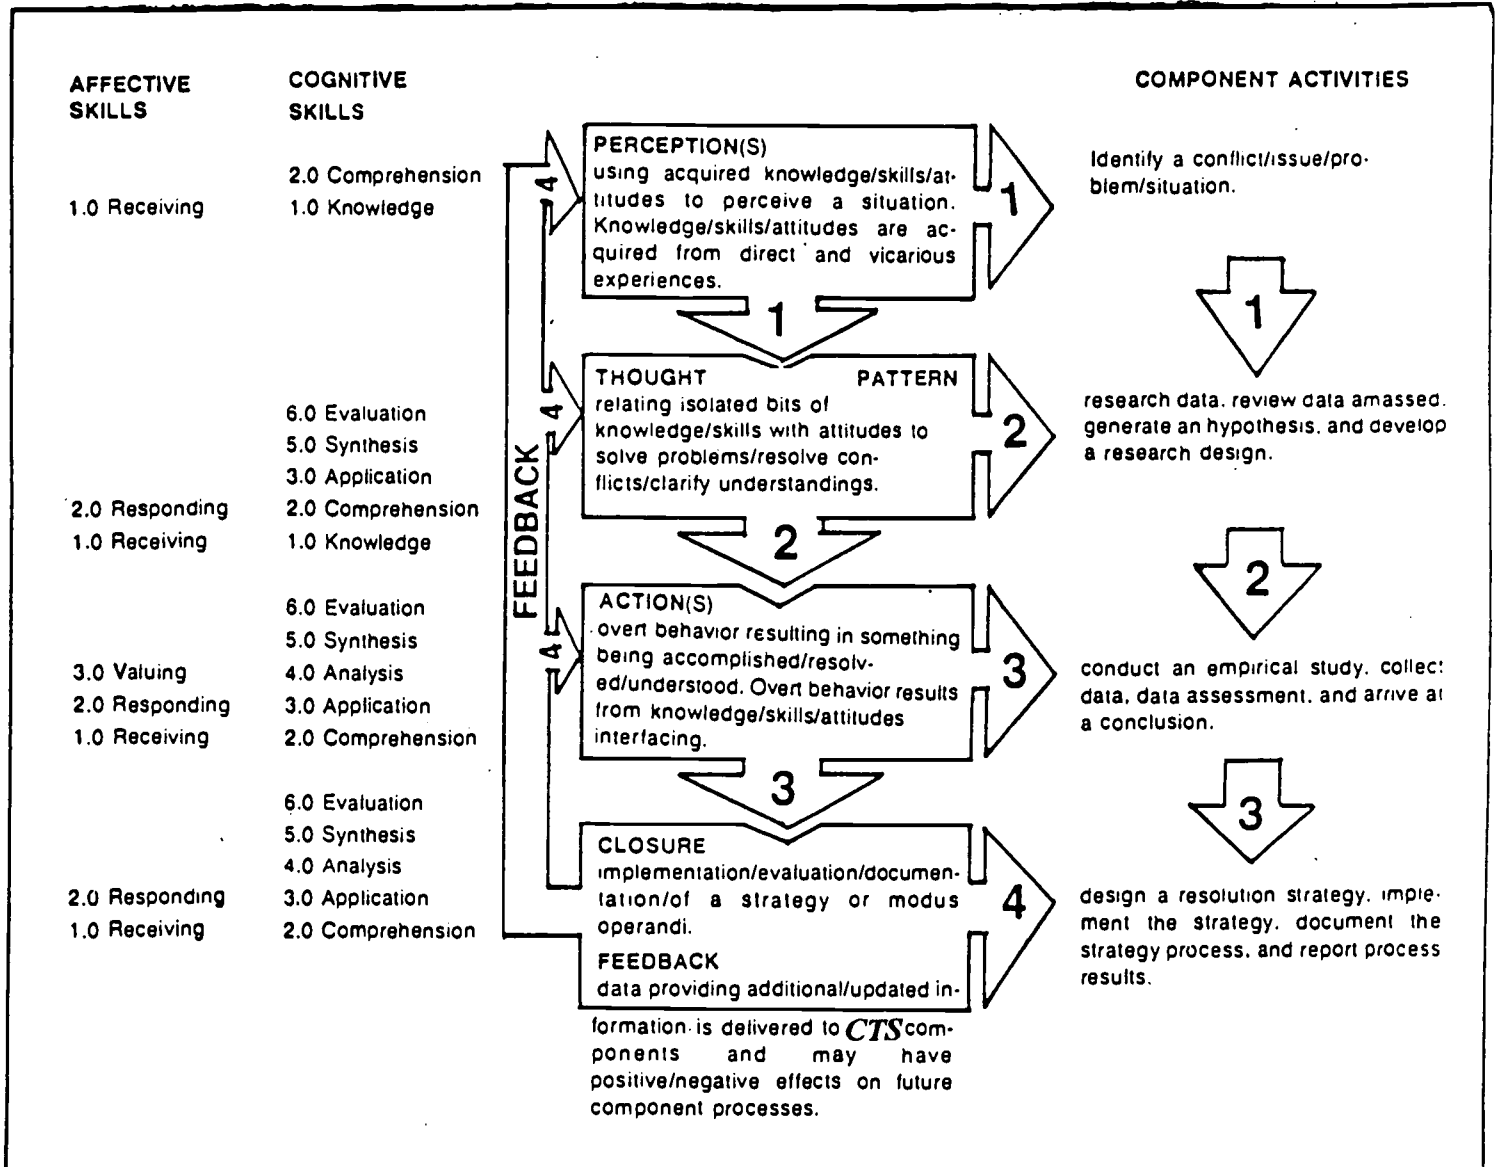 AFFECTIVE
SKILLS
COGNITIVE
SKILLS
COMPONENT ACTIVITIES
2.0 Comprehension
1.0 Receiving
1.0 Knowledge
4
PERCEPTION(S)
using acquired knowledge/skills/at-
titudes to perceive a situation.
Knowledge/skills/attitudes are ac-
quired from direct and vicarious
experiences.
1
Identify a conflict/issue/pro-
blem/situation.
1
1
6.0 Evaluation
5.0 Synthesis
3.0 Application
2.0 Responding
2.0 Comprehension
1.0 Receiving
1.0 Knowledge
FEEDBACK
4
THOUGHT PATTERN
relating isolated bits of
knowledge/skills with attitudes to
solve problems/resolve con-
flicts/clarify understandings.
2
research data, review data amassed,
generate an hypothesis, and develop
a research design.
2
2
6.0 Evaluation
5.0 Synthesis
3.0 Valuing
4.0 Analysis
2.0 Responding
3.0 Application
1.0 Receiving
2.0 Comprehension
4
ACTION(S)
overt behavior resulting in something
being accomplished/resolv-
ed/understood. Overt behavior results
from knowledge/skills/attitudes
interfacing.
3
conduct an empirical study, collect
data, data assessment, and arrive at
a conclusion.
3
3
6.0 Evaluation
5.0 Synthesis
4.0 Analysis
2.0 Responding
3.0 Application
1.0 Receiving
2.0 Comprehension
CLOSURE
implementation/evaluation/documen-
tation/of a strategy or modus
operandi.
FEEDBACK
data providing additional/updated in-
formation is delivered to CTS com-
ponents and may have
positive/negative effects on future
component processes.
4
design a resolution strategy, imple-
ment the strategy, document the
strategy process, and report process
results.